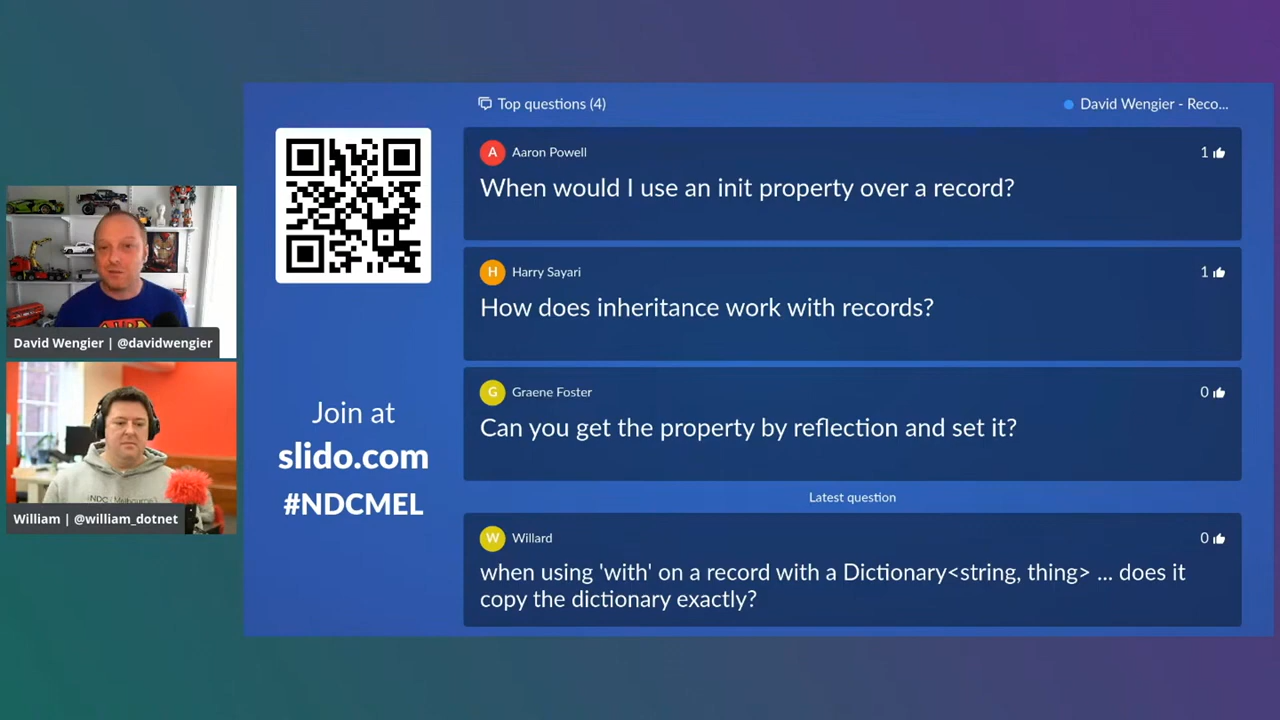 Top questions (4)
David Wengier - Reco...
A
Aaron Powell
1
When would I use an init property over a record?
H
Harry Sayari
1
How does inheritance work with records?
G
Graene Foster
0
Can you get the property by reflection and set it?
Latest question
W
Willard
0
when using 'with' on a record with a Dictionary<string, thing> ... does it
copy the dictionary exactly?
Join at
slido.com
#NDCMEL
David Wengier | @davidwengier
#NDC { Melbourne }
William | @william_dotnet